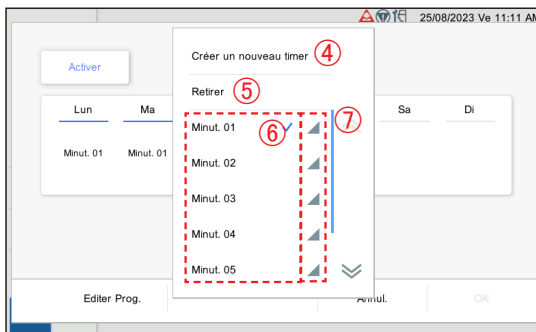 25/08/2023 Ve 11:11 AM
Créer un nouveau timer ④
Activer
Retirer ⑤
Lun Ma Sa Di
Minut. 01 ⑥ ⑦
Minut. 01 Minut. 01
Minut. 02
Minut. 03
Minut. 04
Minut. 05
Editer Prog. Annul. OK